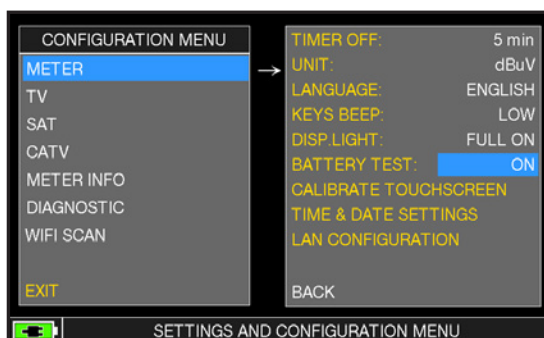 CONFIGURATION MENU
METER
TV
SAT
CATV
METER INFO
DIAGNOSTIC
WIFI SCAN
EXIT
→
TIMER OFF: 5 min
UNIT: dBuV
LANGUAGE: ENGLISH
KEYS BEEP: LOW
DISP.LIGHT: FULL ON
BATTERY TEST: ON
CALIBRATE TOUCHSCREEN
TIME & DATE SETTINGS
LAN CONFIGURATION
BACK
SETTINGS AND CONFIGURATION MENU